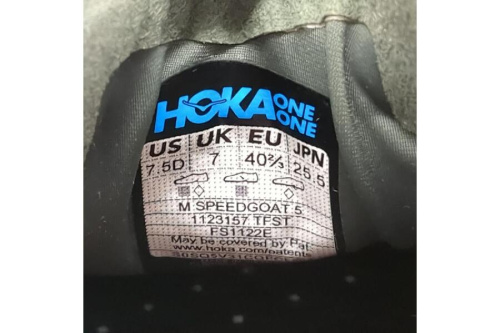 HOKA ONE ONE
US UK EU JPN
7.5D 7 40⅔ 25.5
M SPEEDGOAT 5
1123157 TFST
FS1122E
May be covered by Pat
www.hoka.com/patents